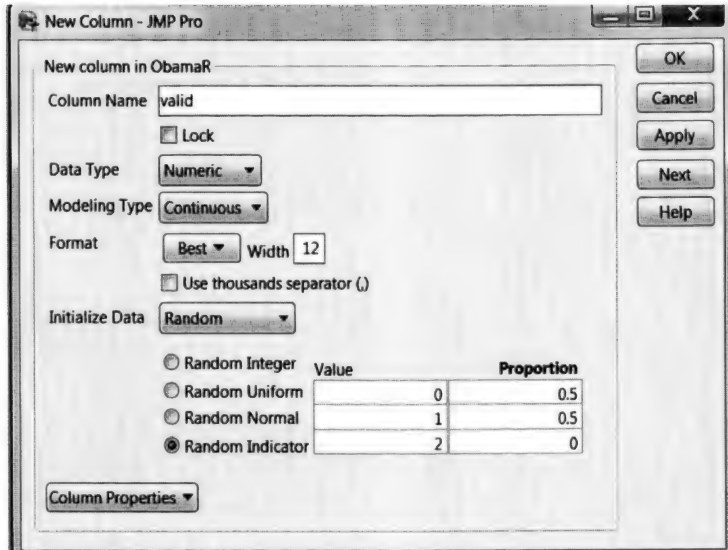 New Column - JMP Pro
New column in ObamaR
Column Name valid
Lock
Data Type Numeric
Modeling Type Continuous
Format Best Width 12
Use thousands separator (,)
Initialize Data Random
Random Integer
Random Uniform
Random Normal
Random Indicator
Value Proportion
0 0.5
1 0.5
2 0
Column Properties
OK
Cancel
Apply
Next
Help